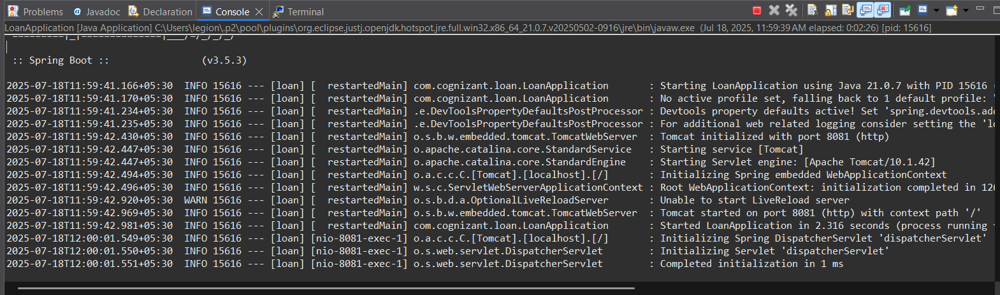 Problems Javadoc Declaration Console Terminal
LoanApplication [Java Application] C:\Users\legion\.p2\pool\plugins\org.eclipse.justj.openjdk.hotspot.jre.full.win32.x86_64_21.0.7.v20250502-0916\jre\bin\javaw.exe (Jul 18, 2025, 11:59:39 AM elapsed: 0:02:26) [pid: 15616]
=========|_|==============|___/=/_/_/_/
:: Spring Boot :: (v3.5.3)
2025-07-18T11:59:41.166+05:30 INFO 15616 --- [loan] [ restartedMain] com.cognizant.loan.LoanApplication : Starting LoanApplication using Java 21.0.7 with PID 15616
2025-07-18T11:59:41.170+05:30 INFO 15616 --- [loan] [ restartedMain] com.cognizant.loan.LoanApplication : No active profile set, falling back to 1 default profile: "
2025-07-18T11:59:41.234+05:30 INFO 15616 --- [loan] [ restartedMain] .e.DevToolsPropertyDefaultsPostProcessor : Devtools property defaults active! Set 'spring.devtools.add
2025-07-18T11:59:41.235+05:30 INFO 15616 --- [loan] [ restartedMain] .e.DevToolsPropertyDefaultsPostProcessor : For additional web related logging consider setting the 'lo
2025-07-18T11:59:42.430+05:30 INFO 15616 --- [loan] [ restartedMain] o.s.b.w.embedded.tomcat.TomcatWebServer : Tomcat initialized with port 8081 (http)
2025-07-18T11:59:42.447+05:30 INFO 15616 --- [loan] [ restartedMain] o.apache.catalina.core.StandardService : Starting service [Tomcat]
2025-07-18T11:59:42.447+05:30 INFO 15616 --- [loan] [ restartedMain] o.apache.catalina.core.StandardEngine : Starting Servlet engine: [Apache Tomcat/10.1.42]
2025-07-18T11:59:42.494+05:30 INFO 15616 --- [loan] [ restartedMain] o.a.c.c.C.[Tomcat].[localhost].[/] : Initializing Spring embedded WebApplicationContext
2025-07-18T11:59:42.496+05:30 INFO 15616 --- [loan] [ restartedMain] w.s.c.ServletWebServerApplicationContext : Root WebApplicationContext: initialization completed in 126
2025-07-18T11:59:42.920+05:30 WARN 15616 --- [loan] [ restartedMain] o.s.b.d.a.OptionalLiveReloadServer : Unable to start LiveReload server
2025-07-18T11:59:42.969+05:30 INFO 15616 --- [loan] [ restartedMain] o.s.b.w.embedded.tomcat.TomcatWebServer : Tomcat started on port 8081 (http) with context path '/'
2025-07-18T11:59:42.981+05:30 INFO 15616 --- [loan] [ restartedMain] com.cognizant.loan.LoanApplication : Started LoanApplication in 2.316 seconds (process running
2025-07-18T12:00:01.549+05:30 INFO 15616 --- [loan] [nio-8081-exec-1] o.a.c.c.C.[Tomcat].[localhost].[/] : Initializing Spring DispatcherServlet 'dispatcherServlet'
2025-07-18T12:00:01.550+05:30 INFO 15616 --- [loan] [nio-8081-exec-1] o.s.web.servlet.DispatcherServlet : Initializing Servlet 'dispatcherServlet'
2025-07-18T12:00:01.551+05:30 INFO 15616 --- [loan] [nio-8081-exec-1] o.s.web.servlet.DispatcherServlet : Completed initialization in 1 ms